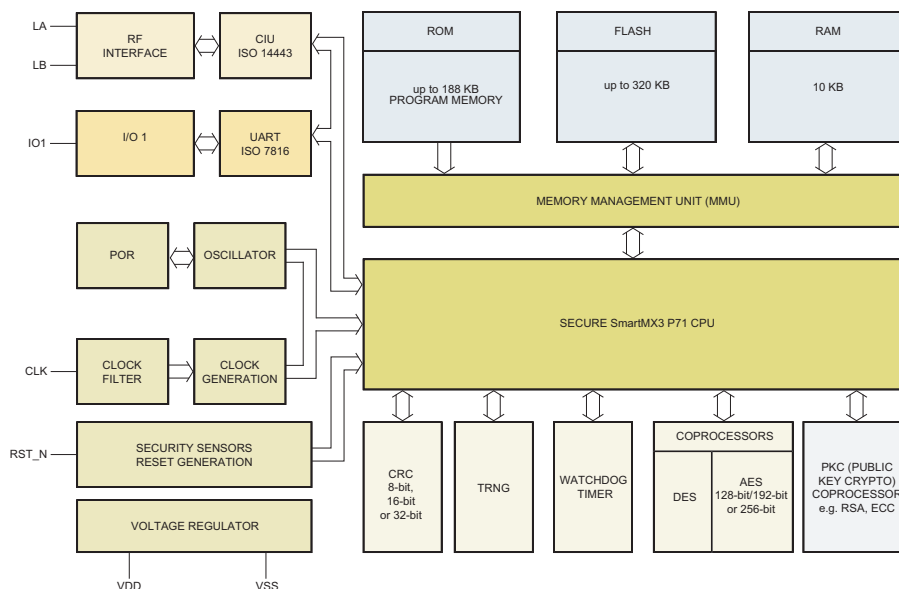 LA
LB
RF
INTERFACE
CIU
ISO 14443
IO1
I/O 1
UART
ISO 7816
ROM
up to 188 KB
PROGRAM MEMORY
FLASH
up to 320 KB
RAM
10 KB
MEMORY MANAGEMENT UNIT (MMU)
POR
OSCILLATOR
SECURE SmartMX3 P71 CPU
CLK
CLOCK
FILTER
CLOCK
GENERATION
RST_N
SECURITY SENSORS
RESET GENERATION
VOLTAGE REGULATOR
VDD
VSS
CRC
8-bit,
16-bit
or 32-bit
TRNG
WATCHDOG
TIMER
COPROCESSORS
DES
AES
128-bit/192-bit
or 256-bit
PKC (PUBLIC
KEY CRYPTO)
COPROCESSOR
e.g. RSA, ECC